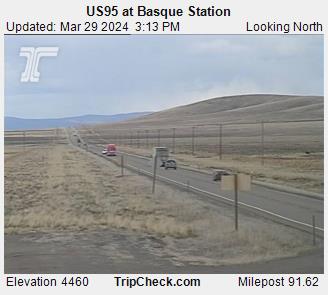 US95 at Basque Station
Updated: Mar 29 2024 3:13 PM Looking North
Elevation 4460 TripCheck.com Milepost 91.62